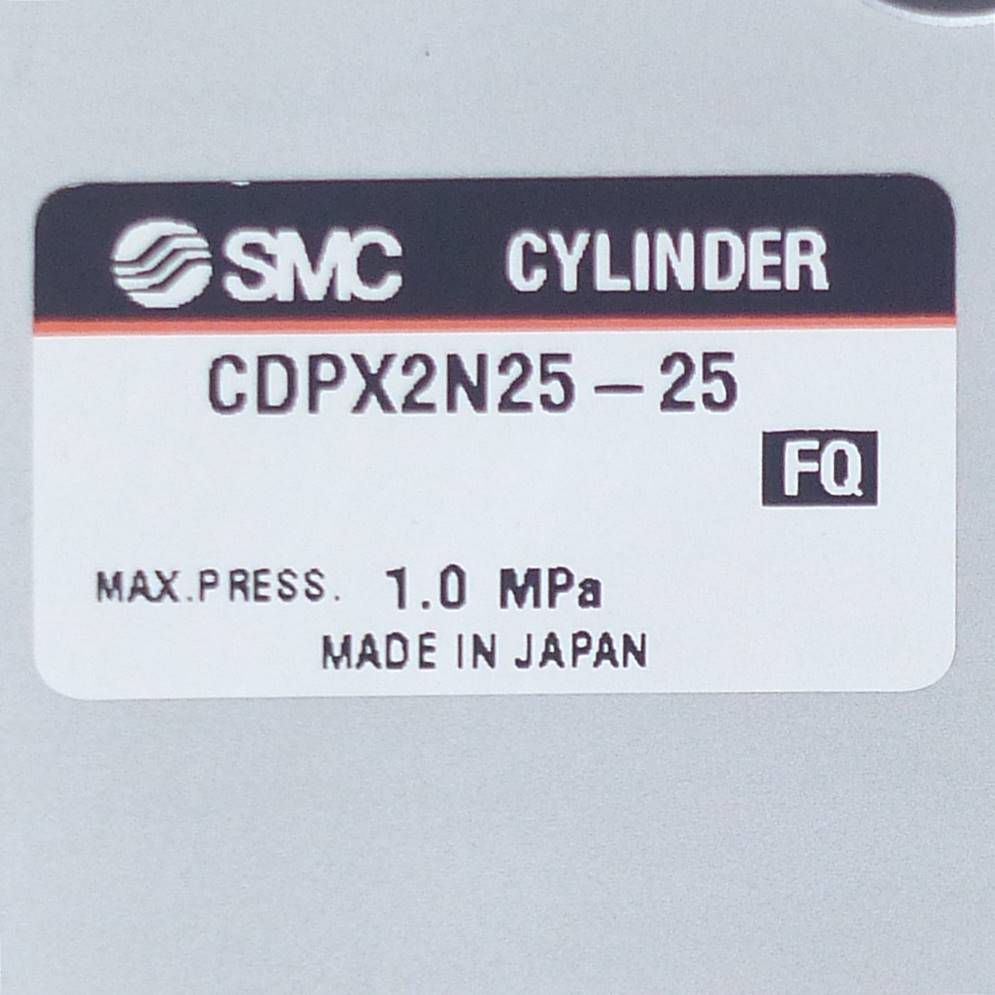 SMC CYLINDER
CDPX2N25-25
FQ
MAX.PRESS. 1.0 MPa
MADE IN JAPAN